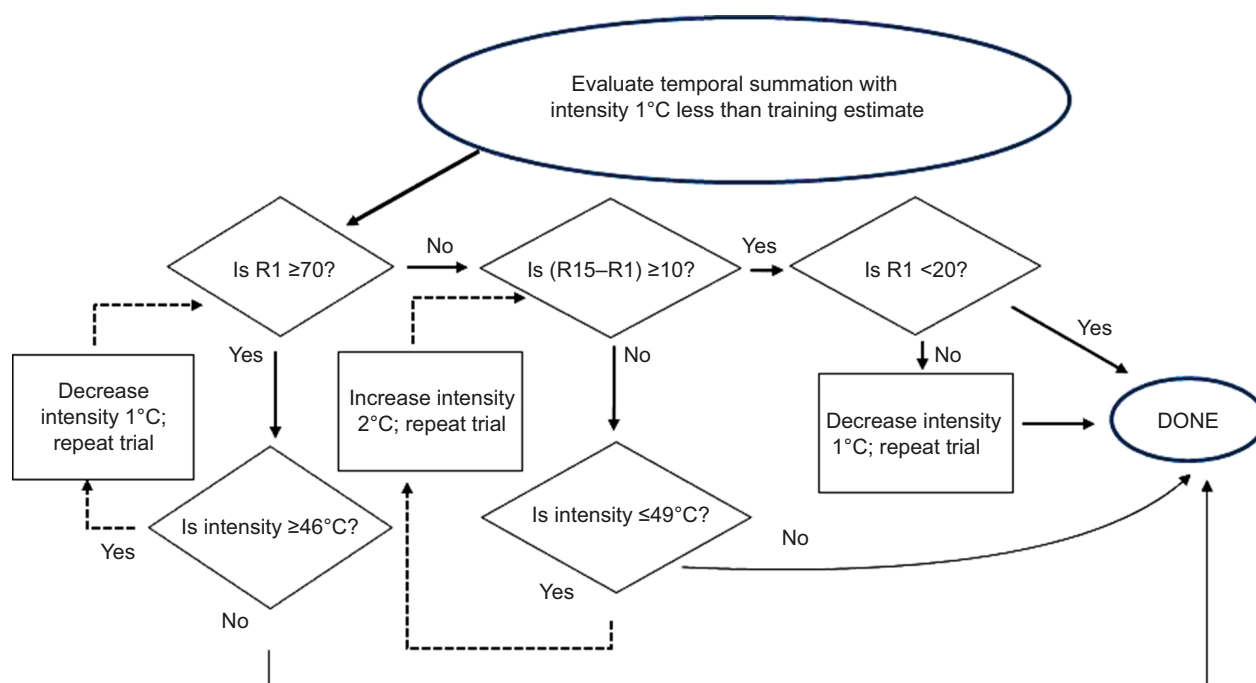 Evaluate temporal summation with
intensity 1°C less than training estimate
Is R1 ≥70?
No
Is (R15–R1) ≥10?
Yes
Is R1 <20?
Yes
Yes
No
No
Decrease
intensity 1°C;
repeat trial
Increase intensity
2°C; repeat trial
Decrease intensity
1°C; repeat trial
DONE
Is intensity ≥46°C?
Yes
No
Is intensity ≤49°C?
No
Yes